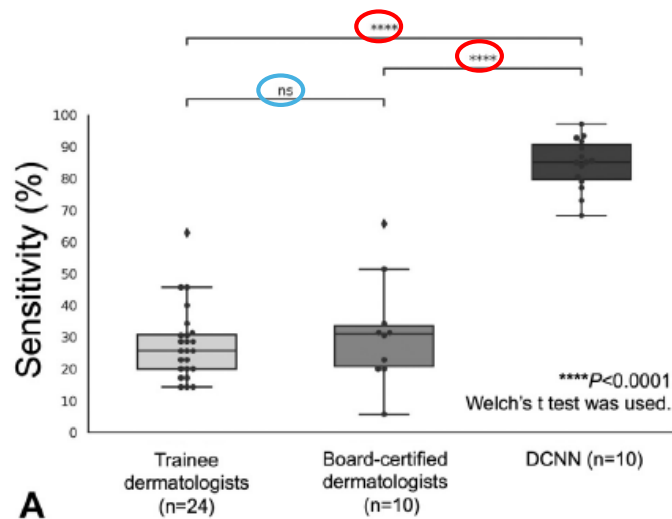 ****
****
ns
100
90
80
70
60
50
40
30
20
10
0
Sensitivity (%)
****P<0.0001
Welch's t test was used.
Trainee
dermatologists
(n=24)
Board-certified
dermatologists
(n=10)
DCNN (n=10)
A